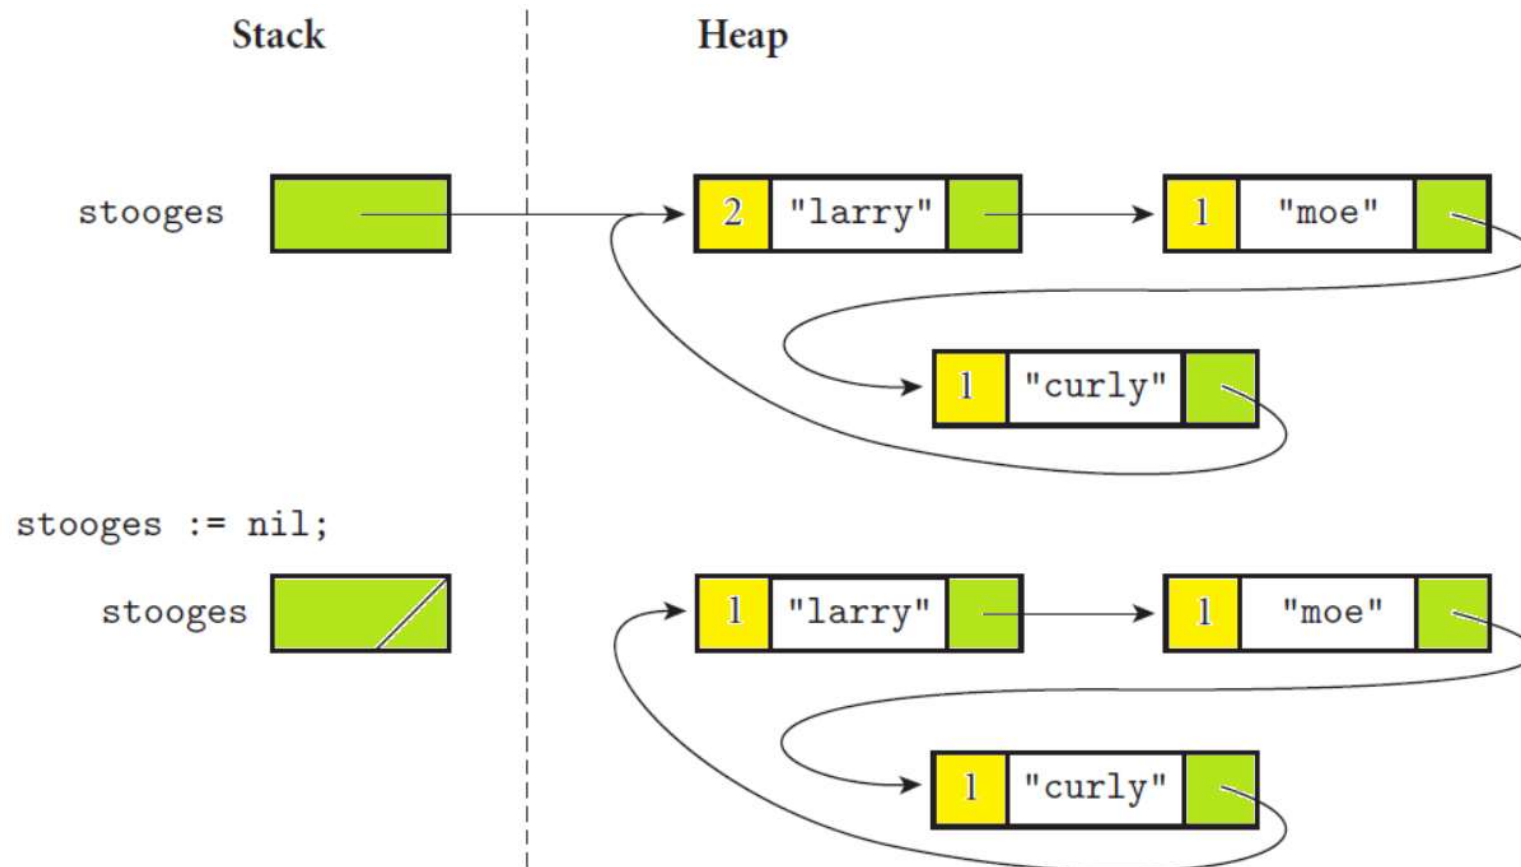 Stack Heap
stooges 2 "larry" 1 "moe"
1 "curly"
stooges := nil;
stooges 1 "larry" 1 "moe"
1 "curly"